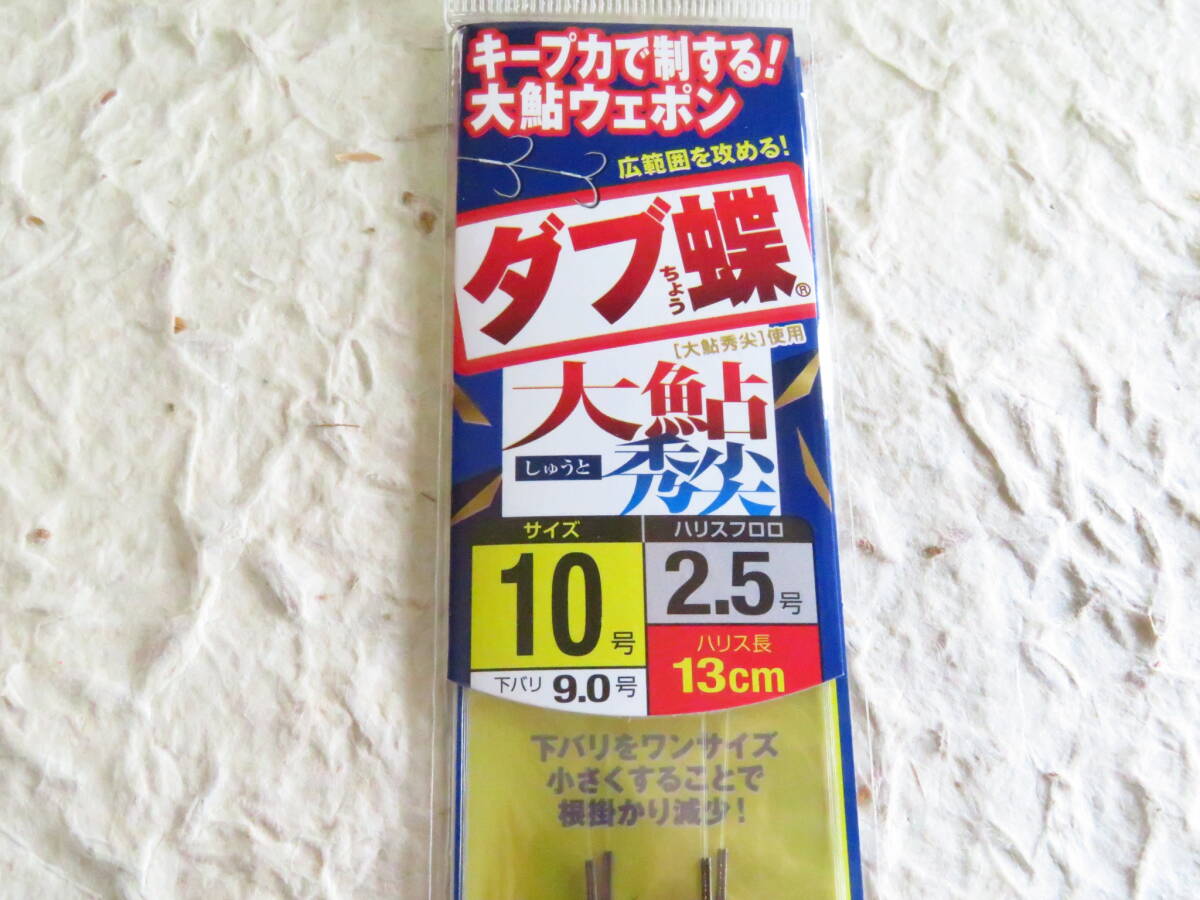 キープ力で制する!
大鮎ウェポン
広範囲を攻める!
ダブ蝶®
ちょう
[大鮎秀尖]使用
大鮎
しゅうと 秀尖
サイズ
10号
下バリ 9.0号
ハリスフロロ
2.5号
ハリス長
13cm
下バリをワンサイズ
小さくすることで
根掛かり減少!